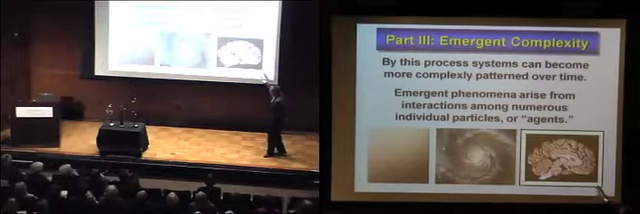 Part III: Emergent Complexity
By this process systems can become
more complexly patterned over time.
Emergent phenomena arise from
interactions among numerous
individual particles, or "agents."